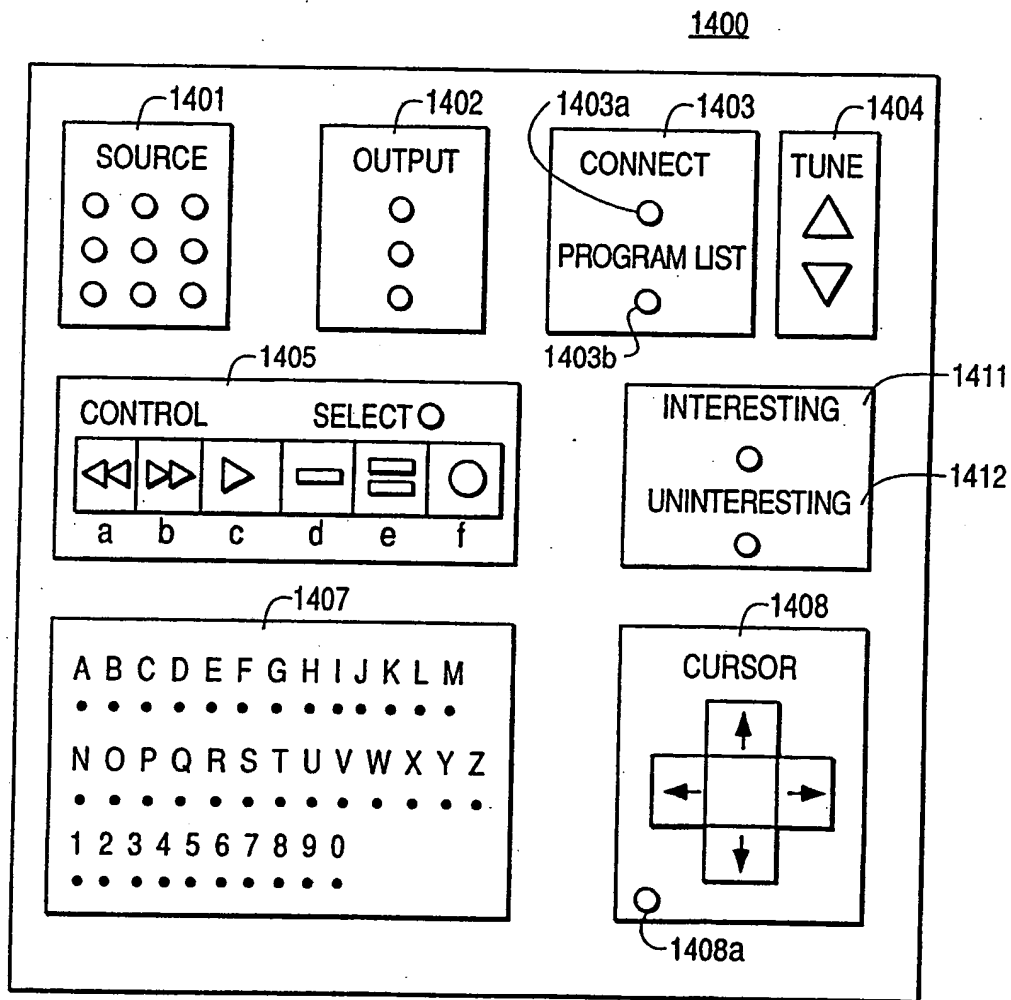 1400
1401
1402
1403a
1403
1404
SOURCE
OUTPUT
CONNECT
TUNE
PROGRAM LIST
1403b
1405
1411
CONTROL SELECT
INTERESTING
1412
UNINTERESTING
a b c d e f
1407
1408
A B C D E F G H I J K L M
CURSOR
N O P Q R S T U V W X Y Z
1 2 3 4 5 6 7 8 9 0
1408a